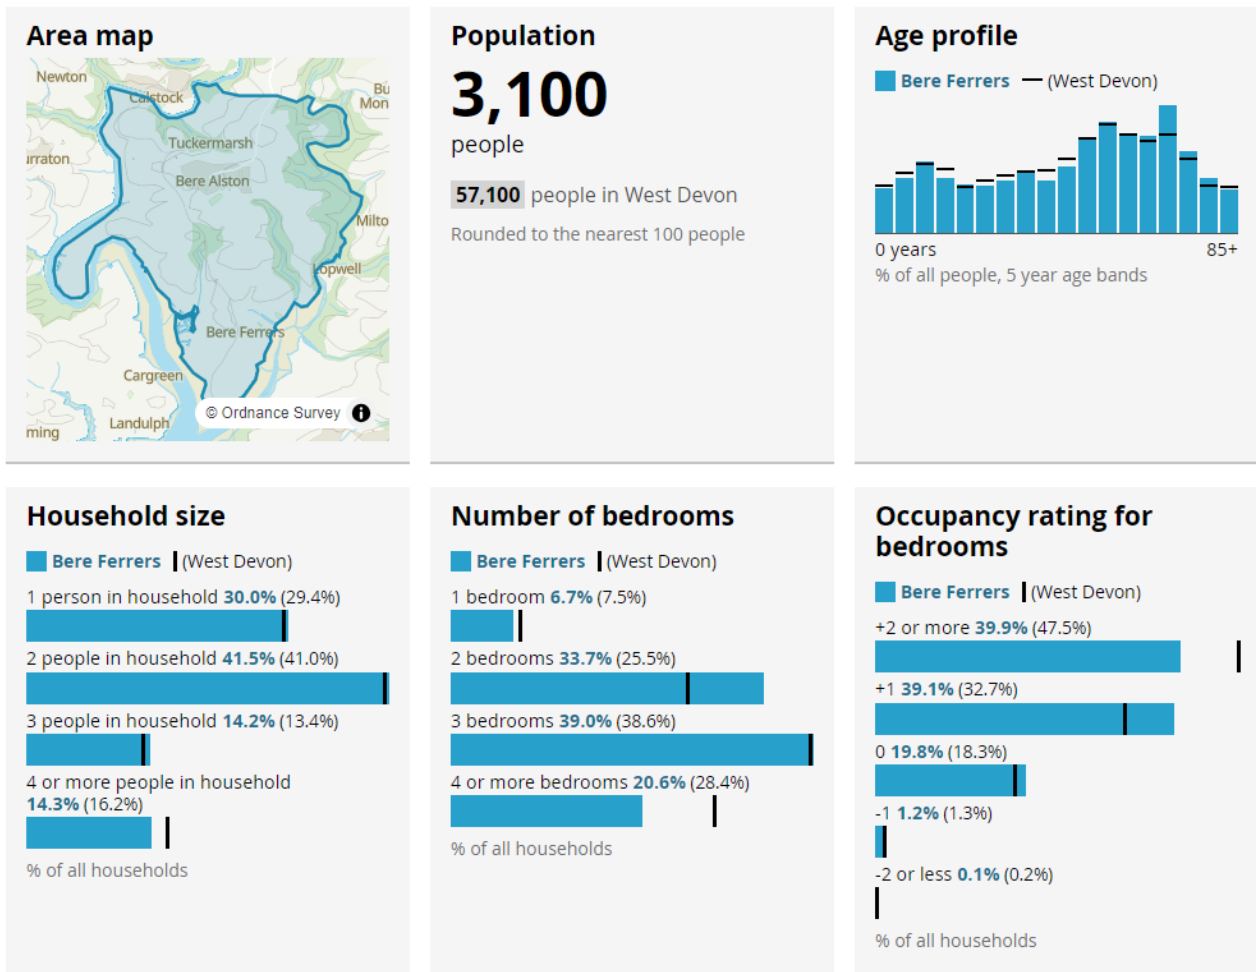 Area map
Newton
Calstock
Bu
Mon
Tuckermarsh
urraton
Bere Alston
Milto
Lopwell
Bere Ferrers
Cargreen
© Ordnance Survey
Landulph
ming
Population
3,100
people
57,100 people in West Devon
Rounded to the nearest 100 people
Age profile
Bere Ferrers (West Devon)
0 years 85+
% of all people, 5 year age bands
Household size
Bere Ferrers (West Devon)
1 person in household 30.0% (29.4%)
2 people in household 41.5% (41.0%)
3 people in household 14.2% (13.4%)
4 or more people in household
14.3% (16.2%)
% of all households
Number of bedrooms
Bere Ferrers (West Devon)
1 bedroom 6.7% (7.5%)
2 bedrooms 33.7% (25.5%)
3 bedrooms 39.0% (38.6%)
4 or more bedrooms 20.6% (28.4%)
% of all households
Occupancy rating for
bedrooms
Bere Ferrers (West Devon)
+2 or more 39.9% (47.5%)
+1 39.1% (32.7%)
0 19.8% (18.3%)
-1 1.2% (1.3%)
-2 or less 0.1% (0.2%)
% of all households